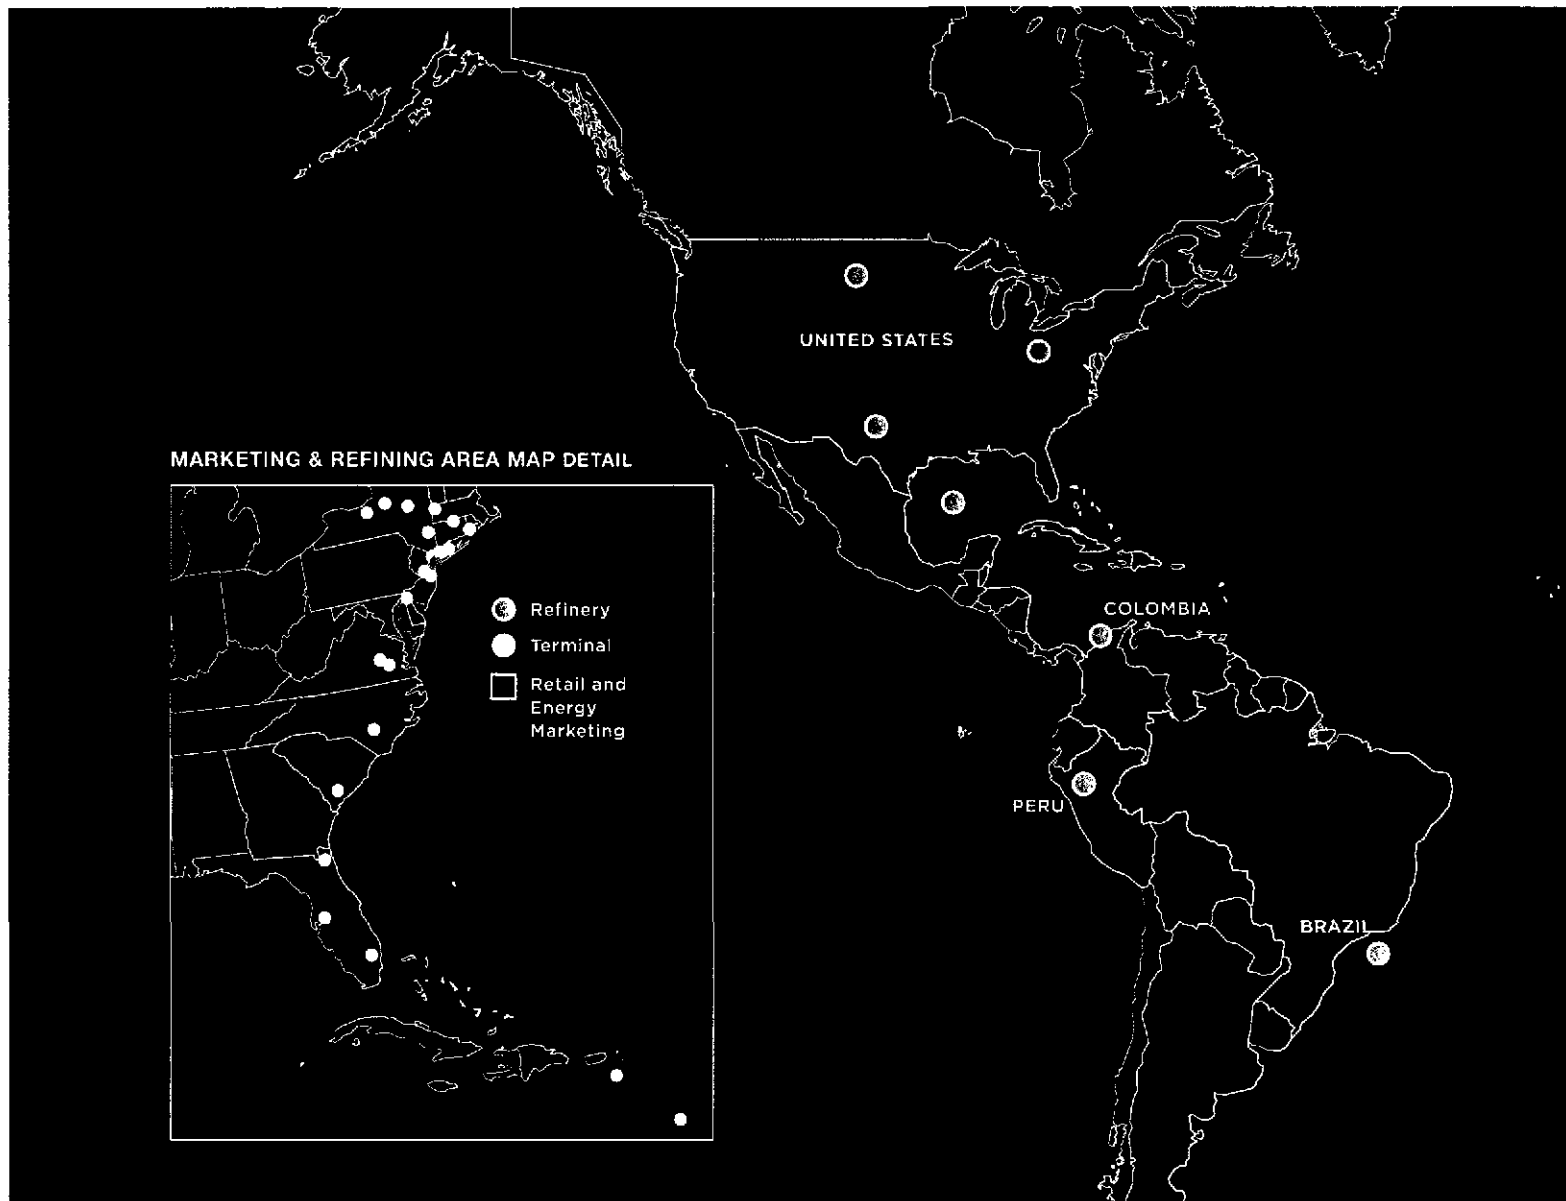 UNITED STATES
MARKETING & REFINING AREA MAP DETAIL
Refinery
Terminal
Retail and
Energy
Marketing
COLOMBIA
PERU
BRAZIL